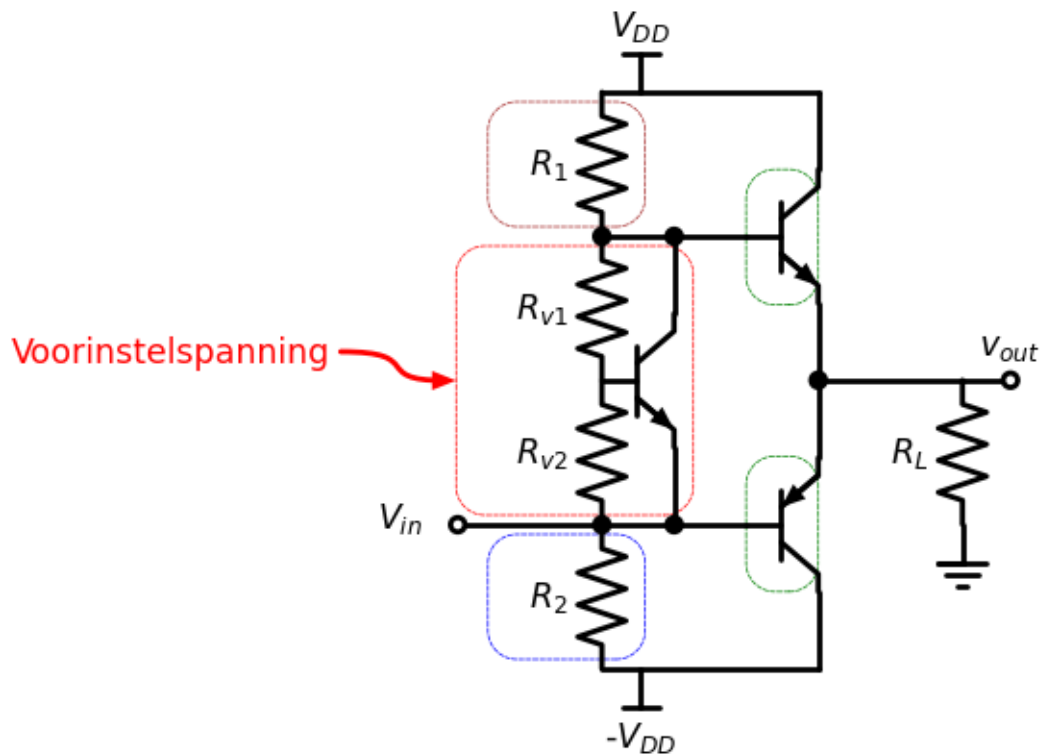 V_DD
R_1
R_v1
Voorinstelspanning
v_out
R_v2
R_L
V_in
R_2
-V_DD